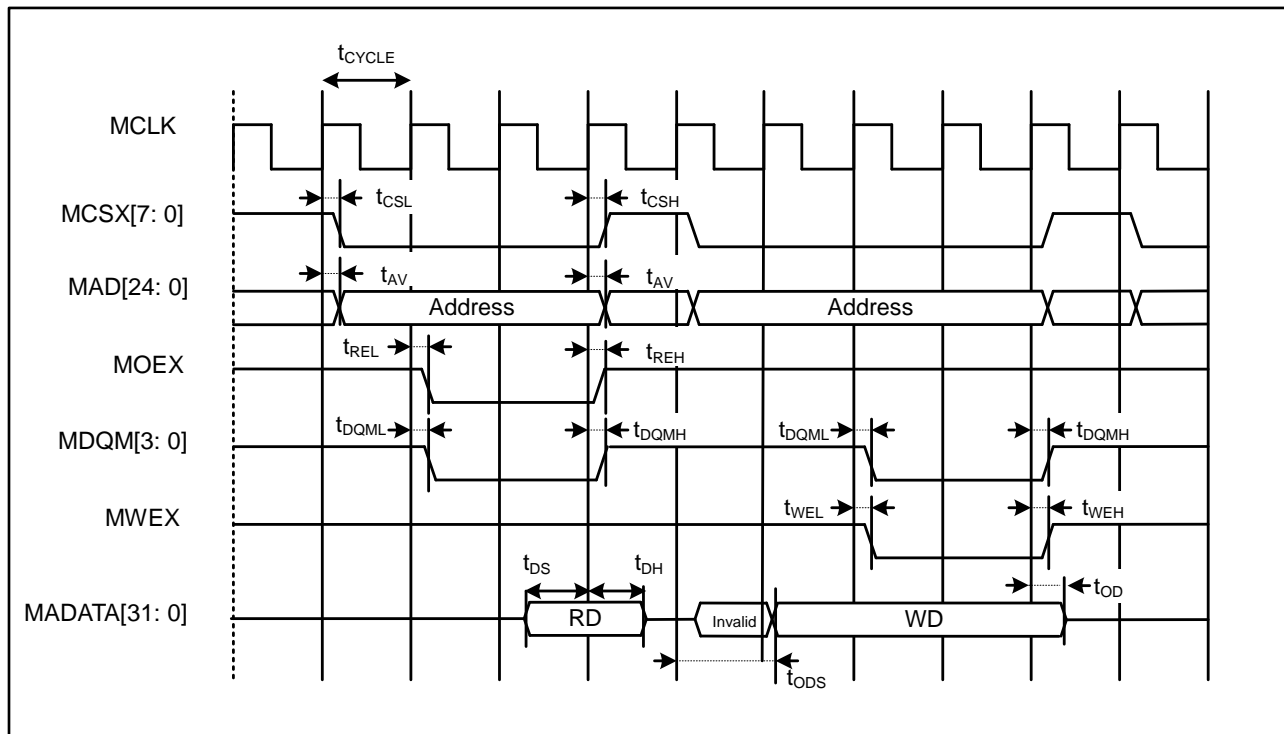 tCYCLE
MCLK
tCSL tCSH
MCSX[7: 0]
tAV tAV
MAD[24: 0]
Address Address
tREL tREH
MOEX
tDQML tDQMH tDQML tDQMH
MDQM[3: 0]
MWEX
tWEL tWEH
tDS tDH
tOD
MADATA[31: 0]
RD Invalid WD
tODS